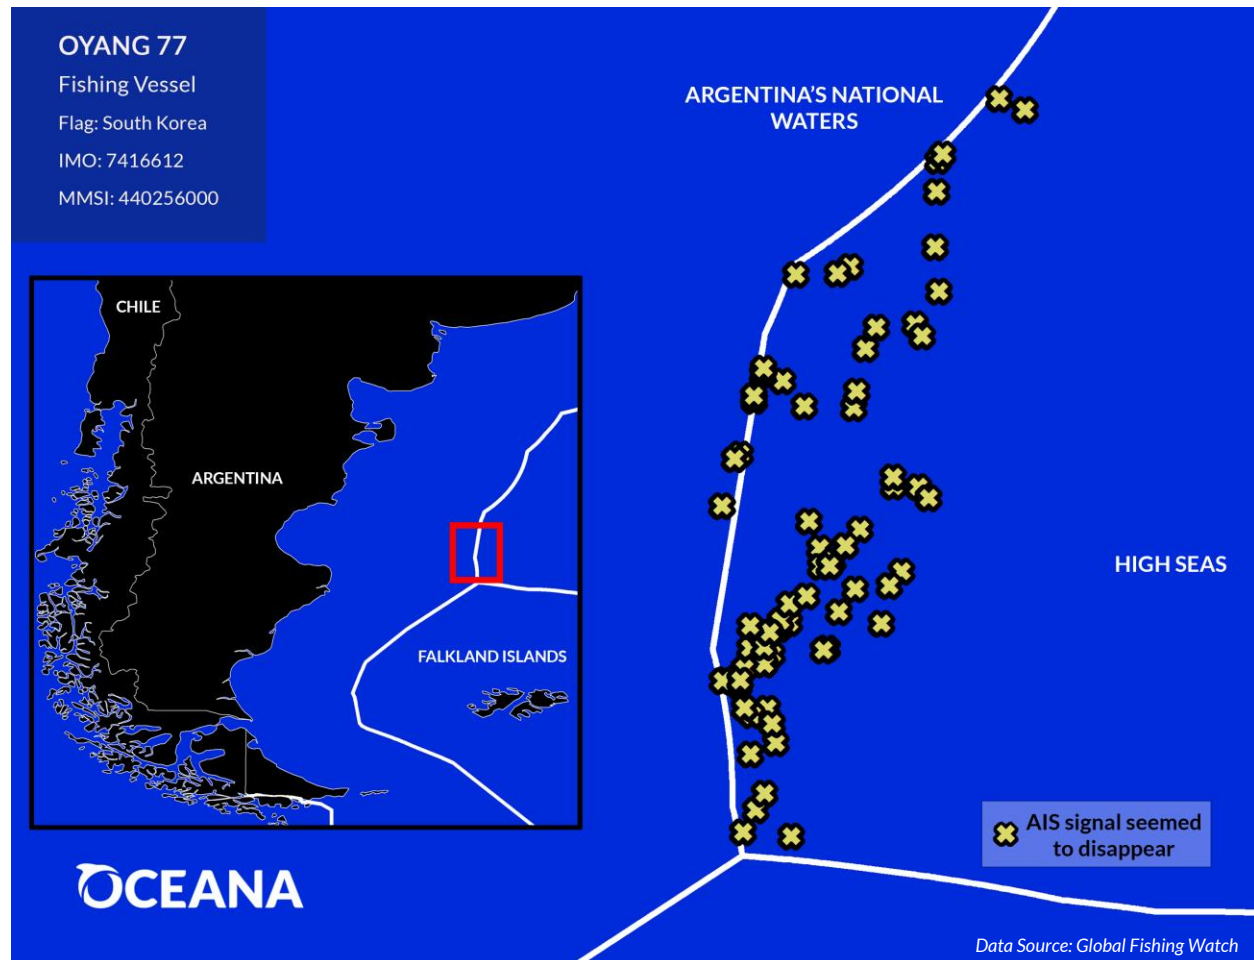 OYANG 77
Fishing Vessel
Flag: South Korea
IMO: 7416612
MMSI: 440256000
ARGENTINA'S NATIONAL
WATERS
CHILE
ARGENTINA
FALKLAND ISLANDS
HIGH SEAS
AIS signal seemed
to disappear
OCEANA
Data Source: Global Fishing Watch